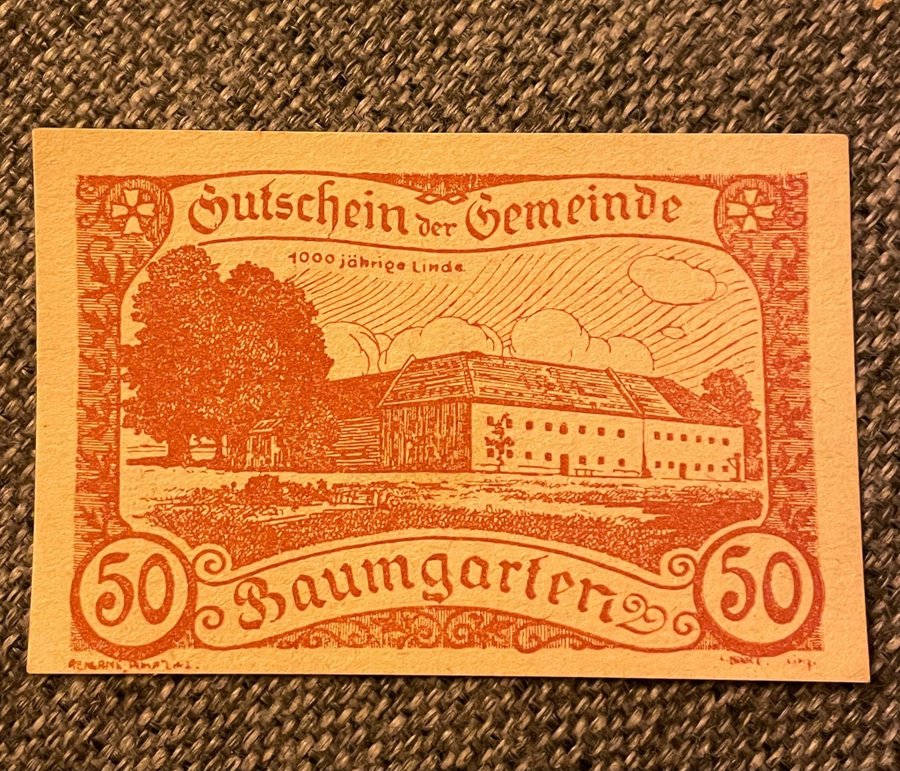 Gutschein der Gemeinde
1000 jährige Linde
Baumgarten
50 50